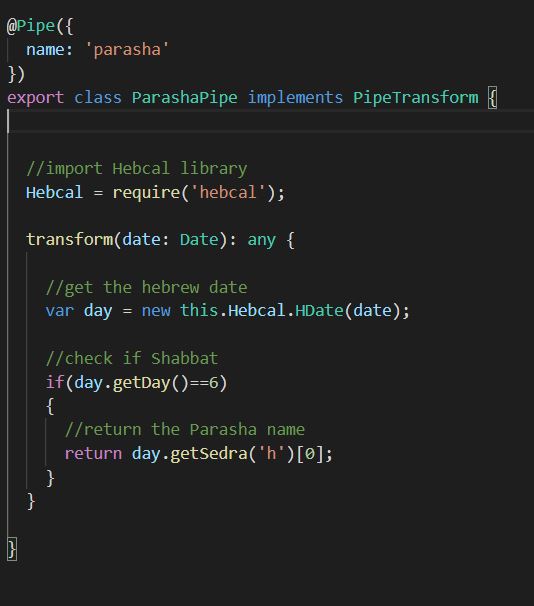 @Pipe({
  name: 'parasha'
})
export class ParashaPipe implements PipeTransform {

  //import Hebcal library
  Hebcal = require('hebcal');

  transform(date: Date): any {

    //get the hebrew date
    var day = new this.Hebcal.HDate(date);

    //check if Shabbat
    if(day.getDay()==6)
    {
      //return the Parasha name
      return day.getSedra('h')[0];
    }
  }

}